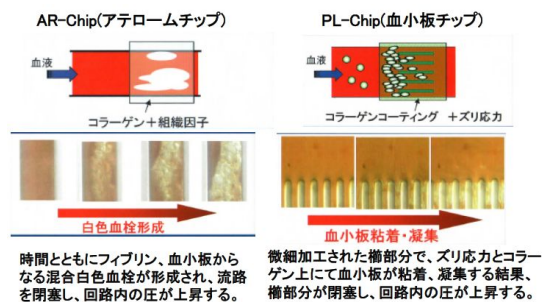 AR-Chip(アテロームチップ)
血液
コラーゲン＋組織因子
白色血栓形成
時間とともにフィブリン、血小板から
なる混合白色血栓が形成され、流路
を閉塞し、回路内の圧が上昇する。
PL-Chip(血小板チップ)
血液
コラーゲンコーティング ＋ズリ応力
血小板粘着・凝集
微細加工された櫛部分で、ズリ応力とコラー
ゲン上にて血小板が粘着、凝集する結果、
櫛部分が閉塞し、回路内の圧が上昇する。